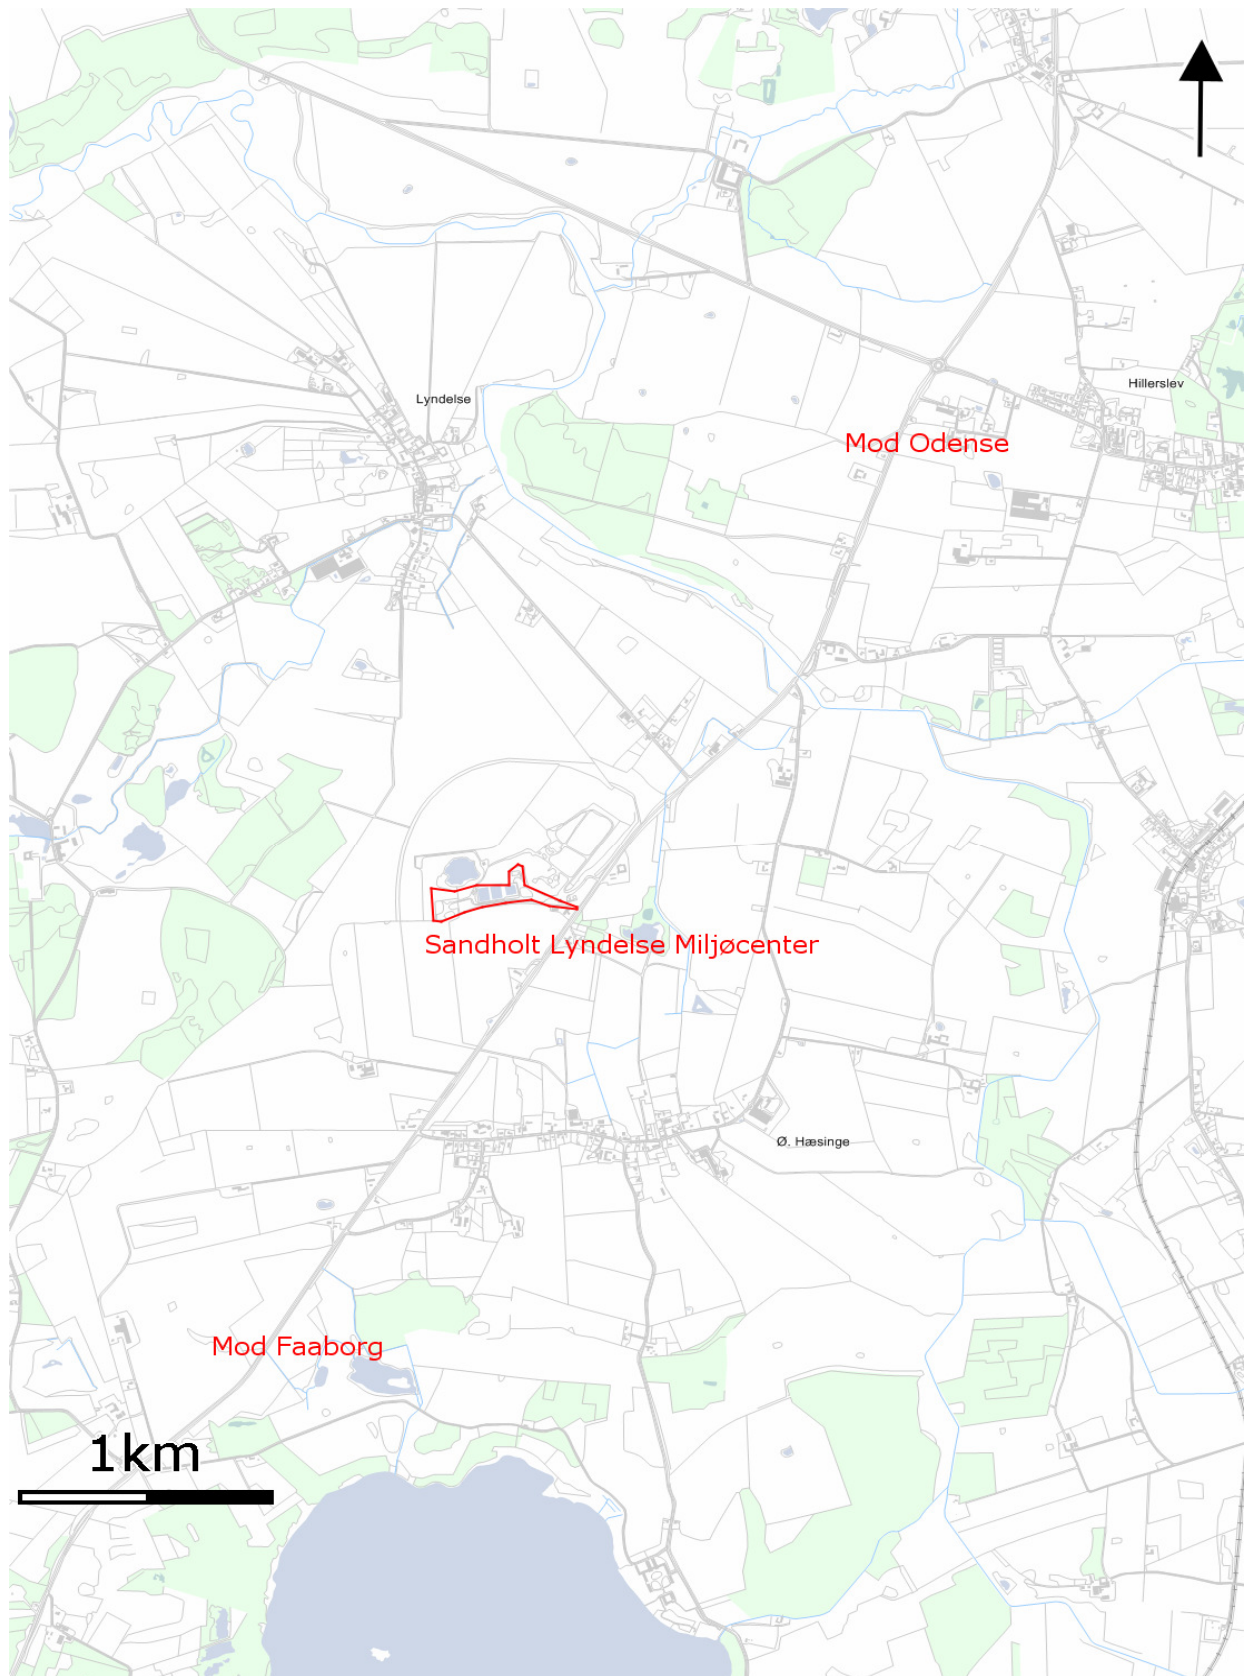 Hillerslev
Lyndelse
Mod Odense
Sandholt Lyndelse Miljøcenter
Ø. Hæsinge
Mod Faaborg
1km